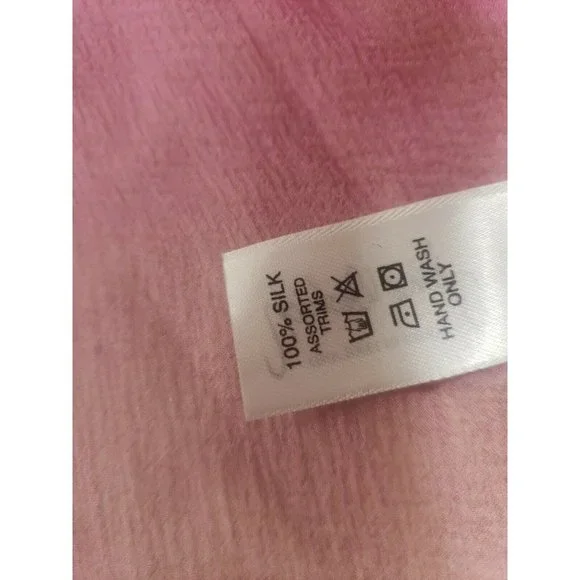 100% SILK
ASSORTED
TRIMS
HAND WASH
ONLY